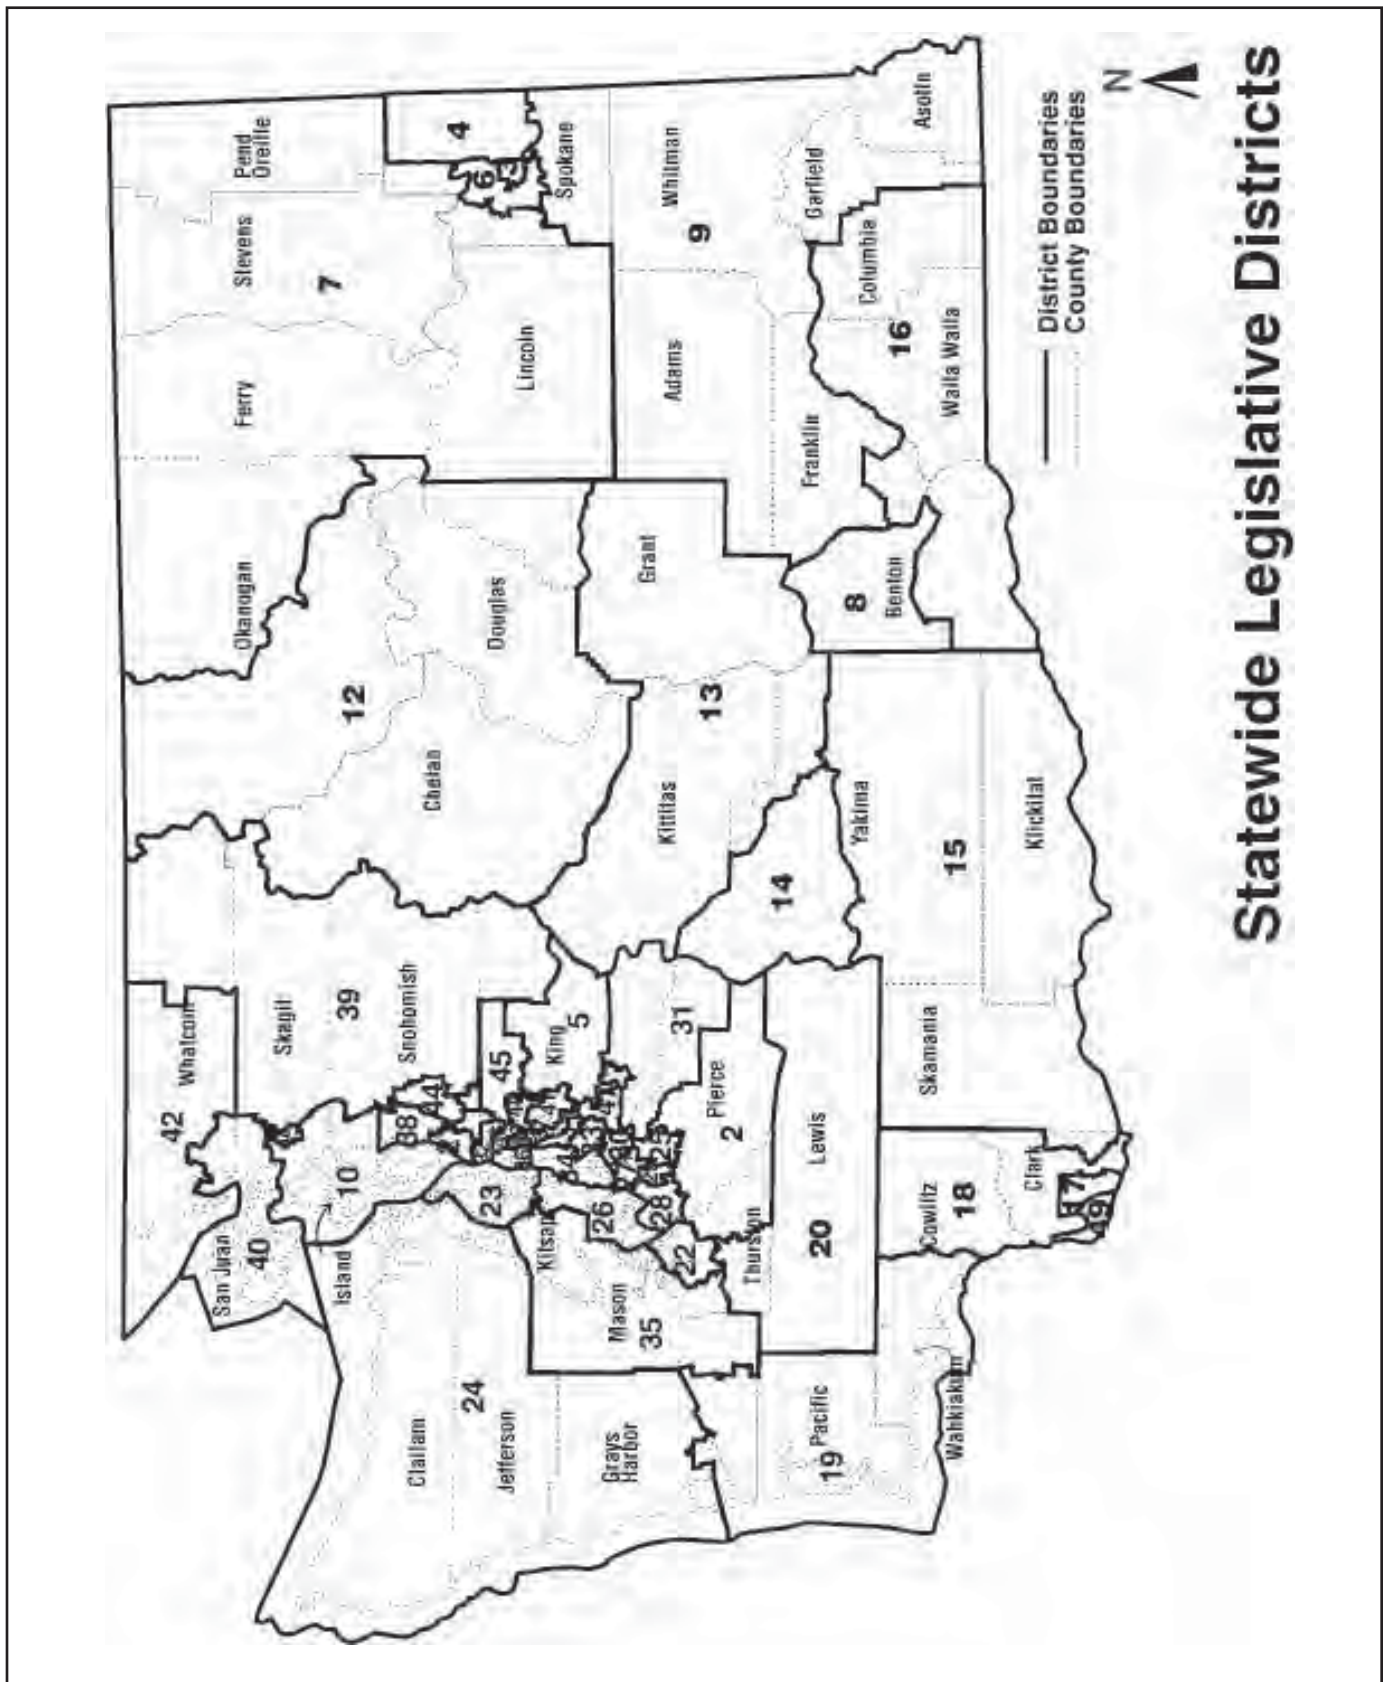 Statewide Legislative Districts
N
District Boundaries
County Boundaries
Whatcom
42
San Juan
40
Skagit
39
Snohomish
Island
10
Okanogan
12
Chelan
Douglas
Ferry
Stevens
7
Pend
Oreille
4
6
3
Spokane
Lincoln
Clallam
24
Jefferson
Grays
Harbor
Kitsap
23
26
Mason
35
22
28
38
44
45
King
5
47
31
Pierce
2
25
Thurston
Kittitas
13
Grant
Adams
Whitman
9
14
Yakima
15
Klickitat
8
Benton
Franklin
16
Walla Walla
Columbia
Garfield
Asotin
Lewis
20
Pacific
19
Wahkiakum
Cowlitz
18
Clark
17
49
Skamania